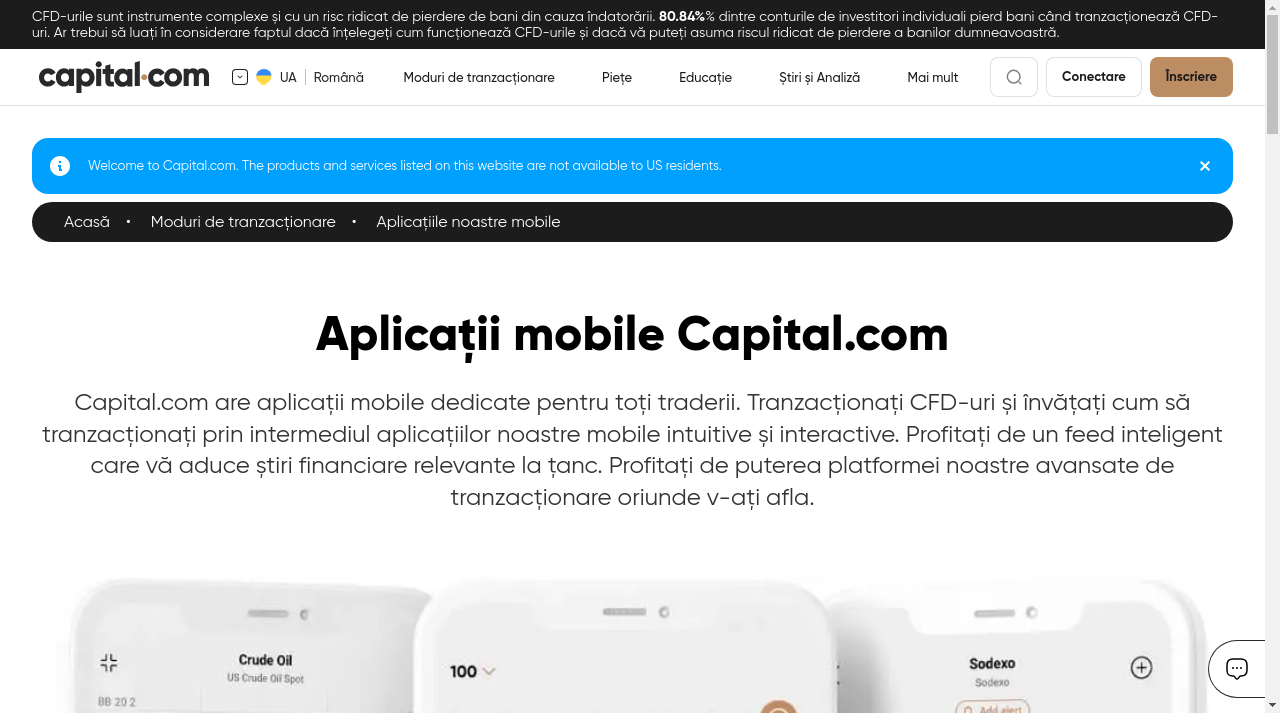 CFD-urile sunt instrumente complexe și cu un risc ridicat de pierdere de bani din cauza îndatorării. 80.84%% dintre conturile de investitori individuali pierd bani când tranzacționează CFD-
uri. Ar trebui să luați în considerare faptul dacă înțelegeți cum funcționează CFD-urile și dacă vă puteți asuma riscul ridicat de pierdere a banilor dumneavoastră.
capital.com UA Română Moduri de tranzacționare Piețe Educație Știri și Analiză Mai mult Conectare Înscriere
Welcome to Capital.com. The products and services listed on this website are not available to US residents.
Acasă • Moduri de tranzacționare • Aplicațiile noastre mobile
Aplicații mobile Capital.com
Capital.com are aplicații mobile dedicate pentru toți traderii. Tranzacționați CFD-uri și învățați cum să
tranzacționați prin intermediul aplicațiilor noastre mobile intuitive și interactive. Profitați de un feed inteligent
care vă aduce știri financiare relevante la țanc. Profitați de puterea platformei noastre avansate de
tranzacționare oriunde v-ați afla.
Crude Oil
US Crude Oil Spot
BB 20 2
100
Sodexo
Sodexo
Add alert